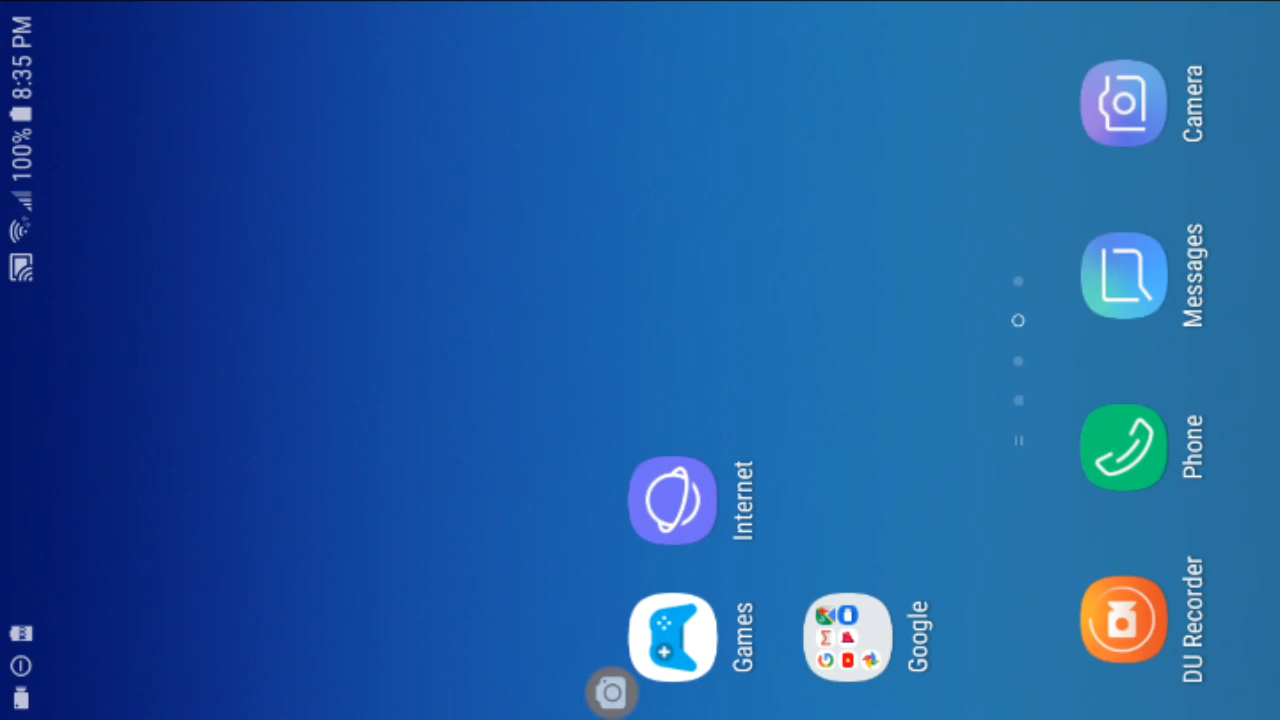 100% 8:35 PM
Games
Internet
Google
DU Recorder
Phone
Messages
Camera